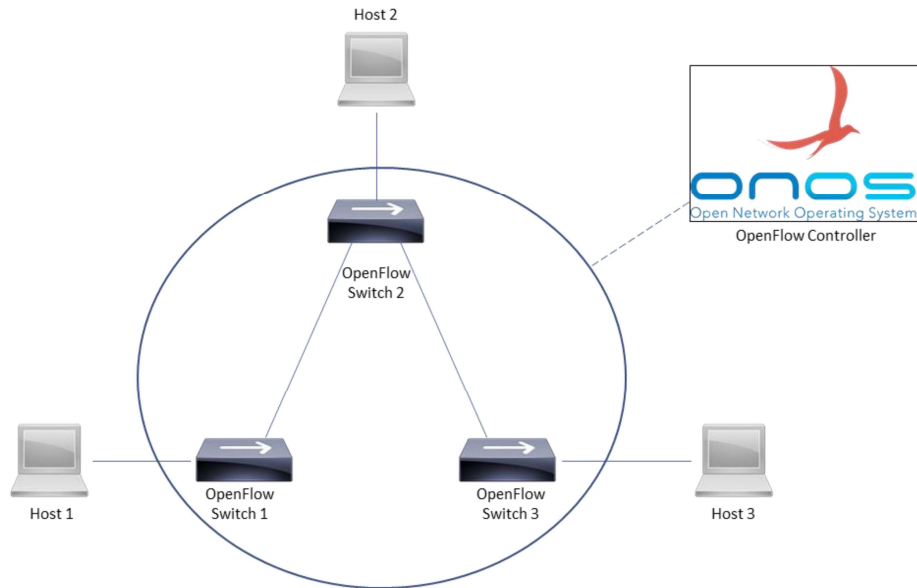 Host 2
onos
Open Network Operating System
OpenFlow Controller
OpenFlow
Switch 2
OpenFlow
Switch 1
OpenFlow
Switch 3
Host 1
Host 3